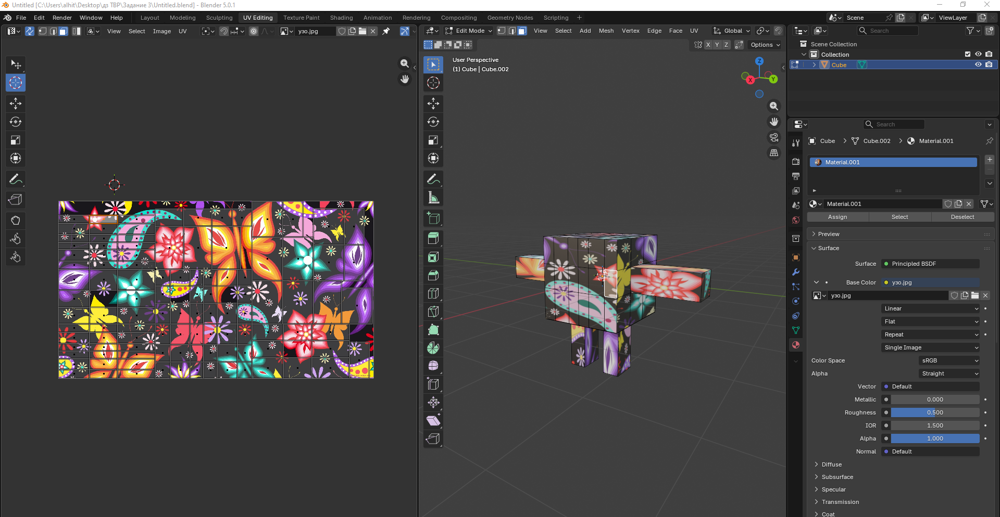 Untitled [C:\Users\alhit\Desktop\дз ТВР\Задание 3\Untitled.blend] - Blender 5.0.1
File Edit Render Window Help Layout Modeling Sculpting UV Editing Texture Paint Shading Animation Rendering Compositing Geometry Nodes Scripting + Scene ViewLayer
View Select Image UV узо.jpg Edit Mode View Select Add Mesh Vertex Edge Face UV Global Search
X Y Z Options
Scene Collection
Collection
Cube
User Perspective
(1) Cube | Cube.002
Z
X
Y
Search
Cube Cube.002 Material.001
Material.001
Material.001
Assign Select Deselect
Preview
Surface
Surface Principled BSDF
Base Color узо.jpg
узо.jpg
Linear
Flat
Repeat
Single Image
Color Space sRGB
Alpha Straight
Vector Default
Metallic 0.000
Roughness 0.500
IOR 1.500
Alpha 1.000
Normal Default
Diffuse
Subsurface
Specular
Transmission
Coat